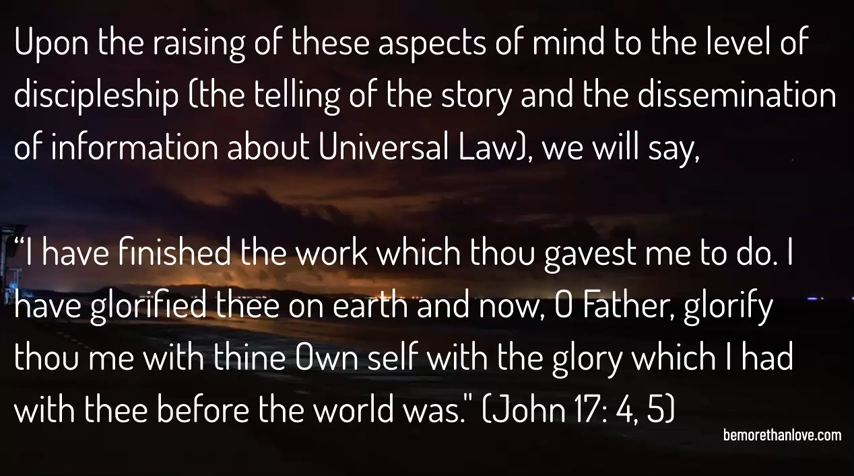 Upon the raising of these aspects of mind to the level of
discipleship (the telling of the story and the dissemination
of information about Universal Law), we will say,
“I have finished the work which thou gavest me to do. I
have glorified thee on earth and now, O Father, glorify
thou me with thine Own self with the glory which I had
with thee before the world was." (John 17: 4, 5)
bemorethanlove.com